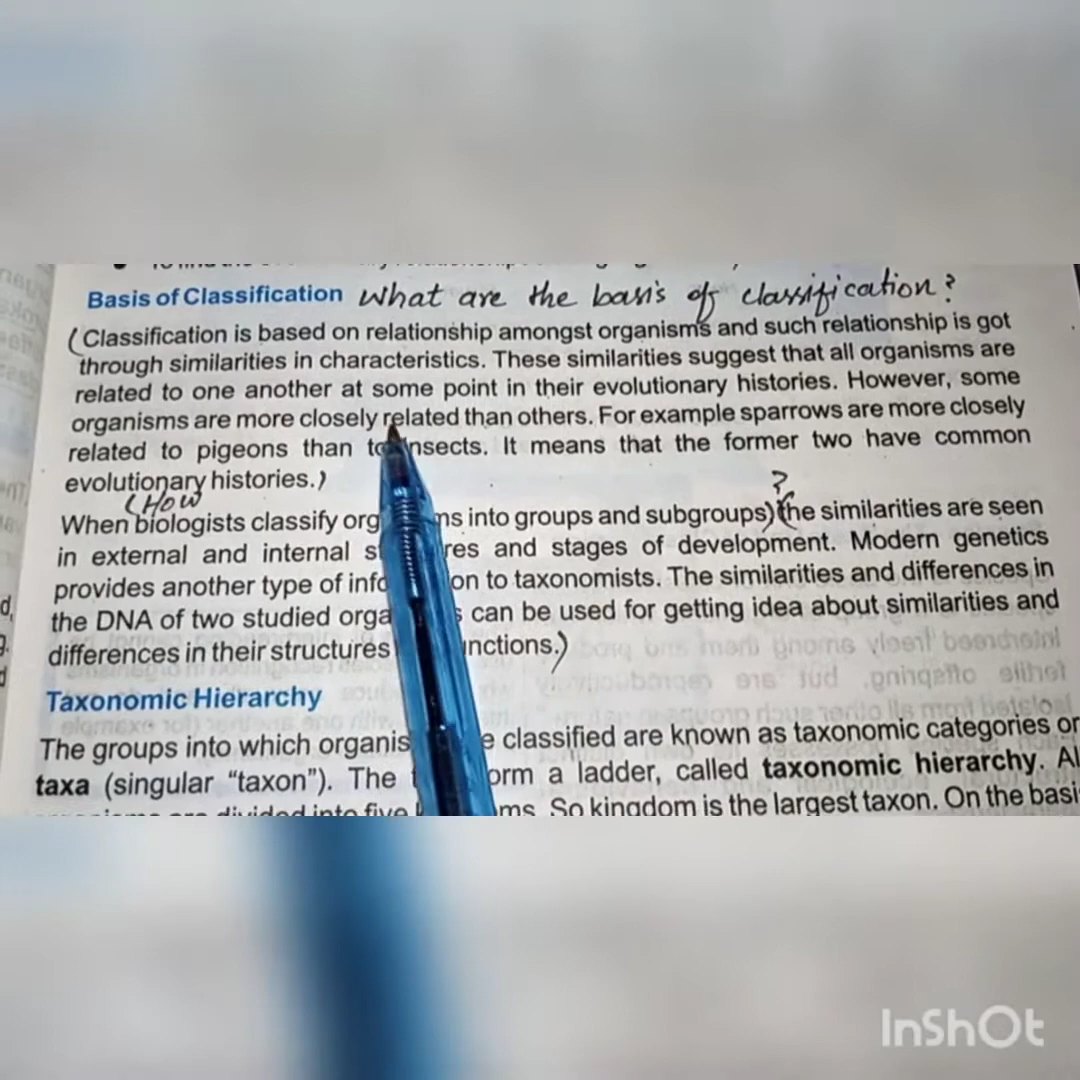 Basis of Classification What are the basis of classification?
(Classification is based on relationship amongst organisms and such relationship is got
through similarities in characteristics. These similarities suggest that all organisms are
related to one another at some point in their evolutionary histories. However, some
organisms are more closely related than others. For example sparrows are more closely
related to pigeons than to insects. It means that the former two have common
evolutionary histories.)
(How ?
When biologists classify org ns into groups and subgroups) (he similarities are seen
in external and internal st res and stages of development. Modern genetics
provides another type of info on to taxonomists. The similarities and differences in
the DNA of two studied orga s can be used for getting idea about similarities and
differences in their structures nctions.)
Taxonomic Hierarchy
The groups into which organis e classified are known as taxonomic categories or
taxa (singular "taxon"). The orm a ladder, called taxonomic hierarchy. Al
divided into five ms. So kingdom is the largest taxon. On the basi
InShOt